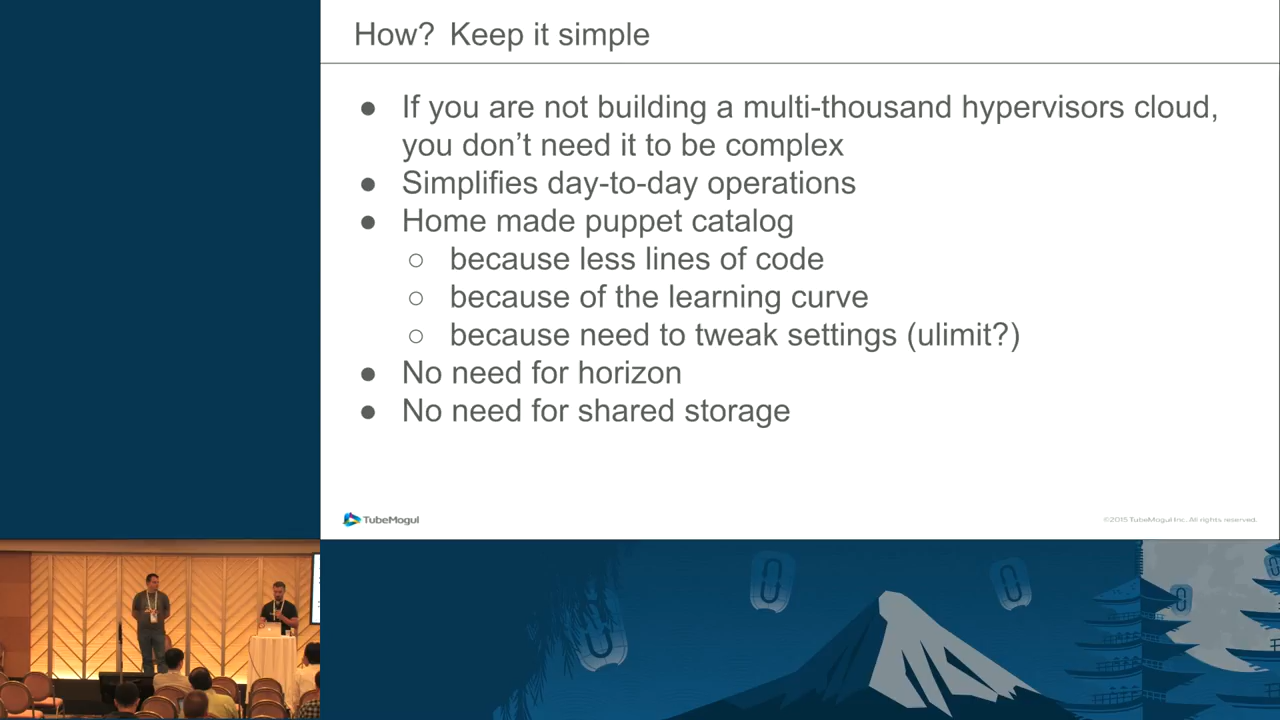 How? Keep it simple
● If you are not building a multi-thousand hypervisors cloud,
you don't need it to be complex
● Simplifies day-to-day operations
● Home made puppet catalog
○ because less lines of code
○ because of the learning curve
○ because need to tweak settings (ulimit?)
● No need for horizon
● No need for shared storage
TubeMogul
©2015 TubeMogul Inc. All rights reserved.